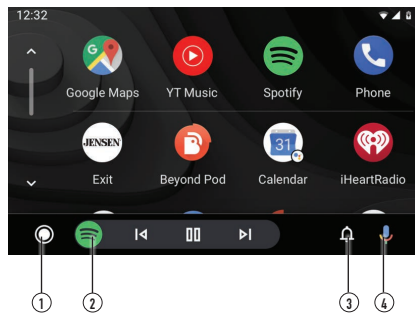 12:32
Google Maps YT Music Spotify Phone
JENSEN 31
Exit Beyond Pod Calendar iHeartRadio
1 2 3 4